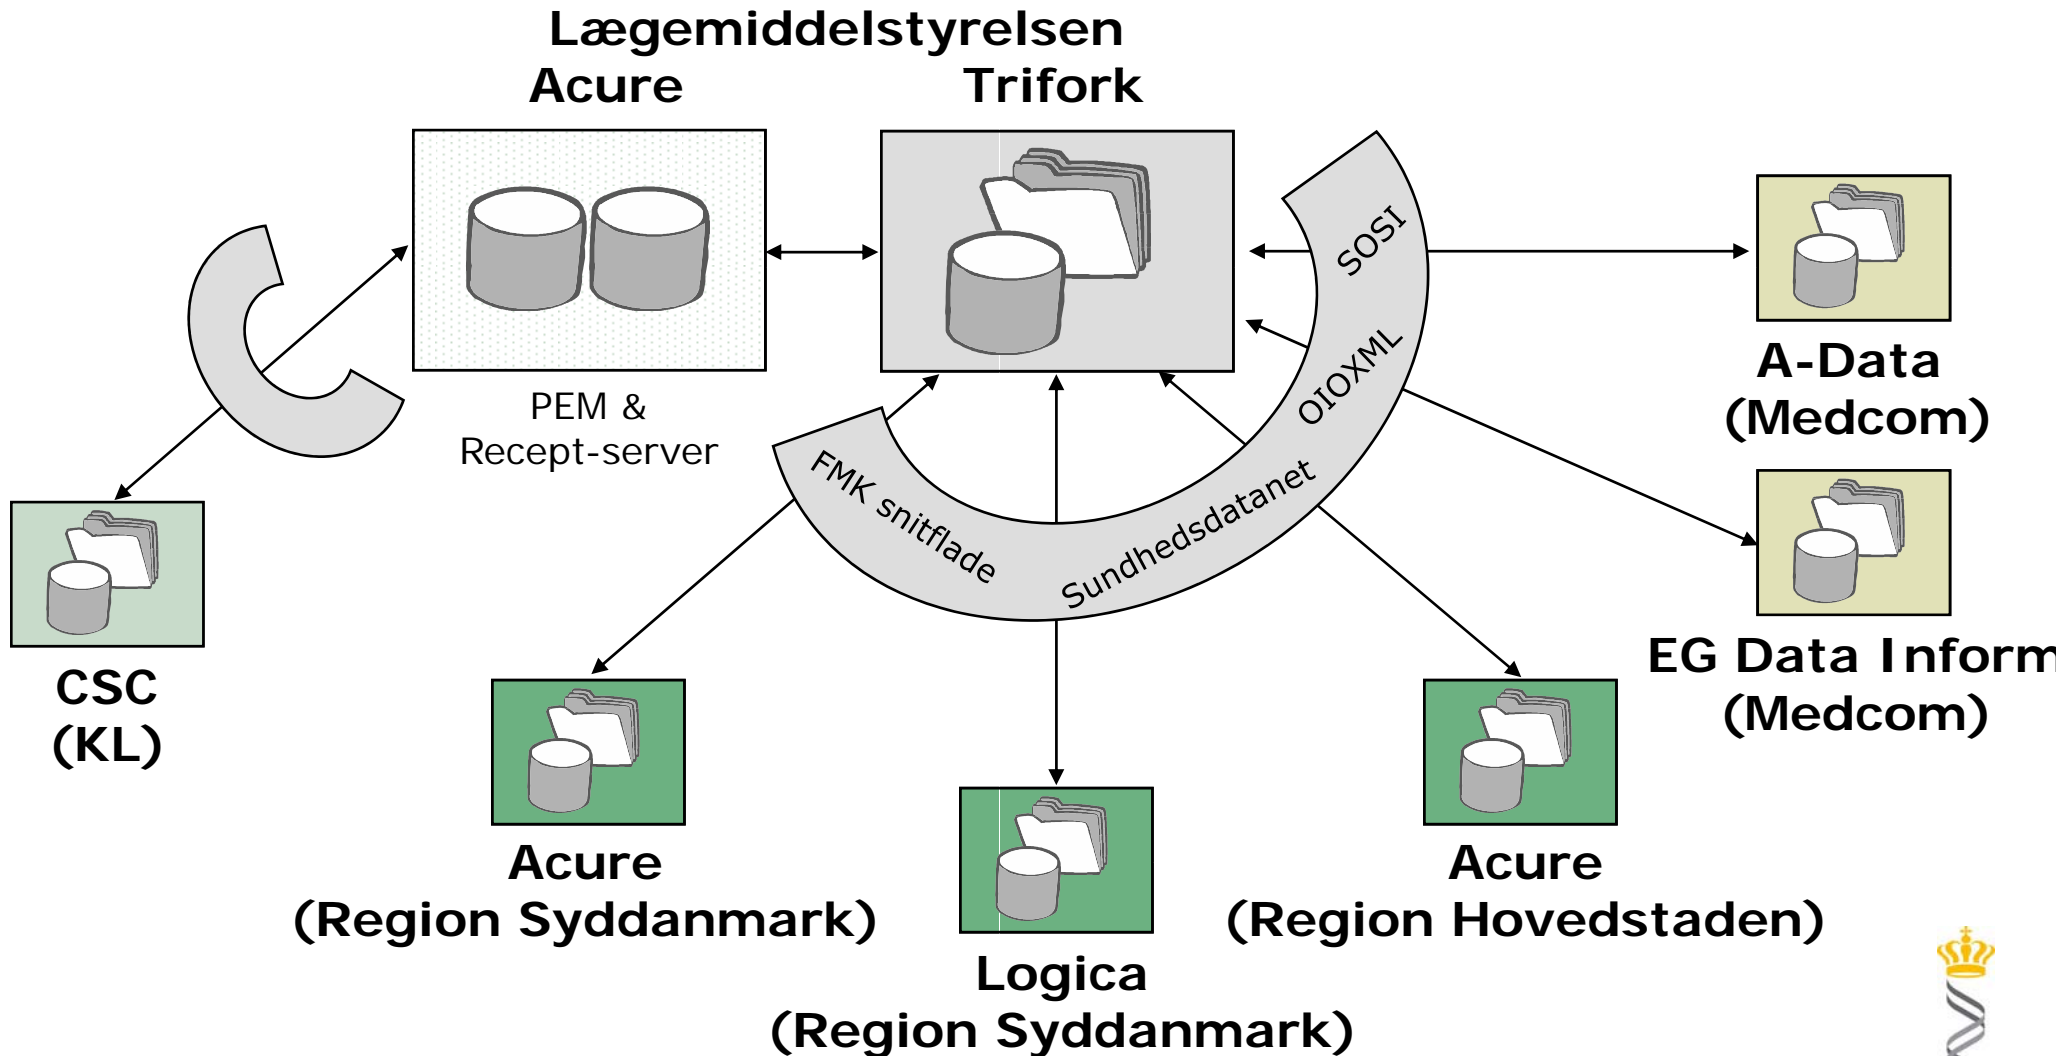 Lægemiddelstyrelsen
Acure
Trifork
PEM &
Recept-server
SOSI
OIOXML
Sundhedsdatanet
FMK snitflade
A-Data
(Medcom)
EG Data Inform
(Medcom)
CSC
(KL)
Acure
(Region Syddanmark)
Logica
(Region Syddanmark)
Acure
(Region Hovedstaden)